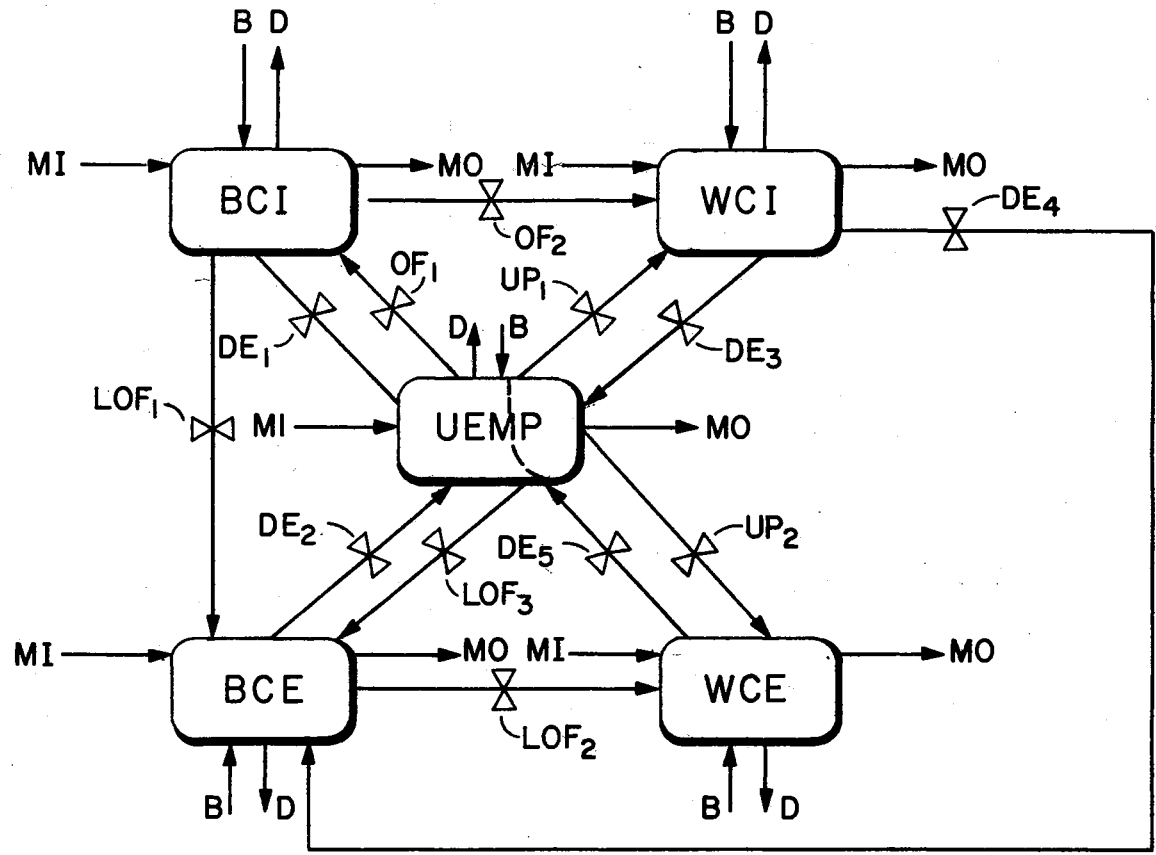 B D B D
MI MO MI MO
BCI WCI DE4
OF2
OF1 UP1
D B
DE1 DE3
LOF1 MI UEMP MO
DE2 DE5 UP2
LOF3
MI MO MI MO
BCE WCE
LOF2
B D B D